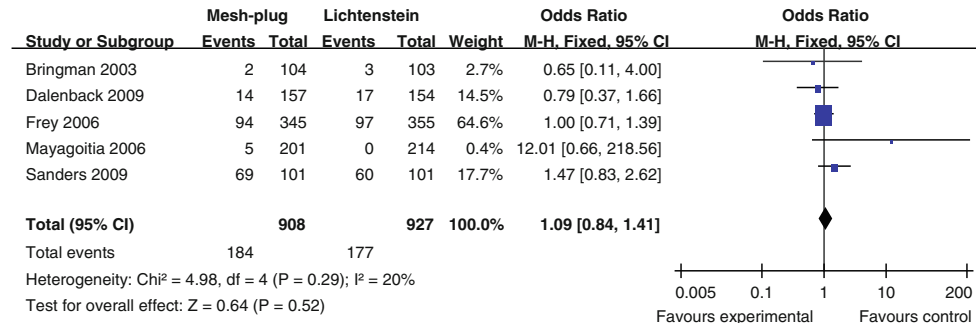 Mesh-plug Lichtenstein Odds Ratio Odds Ratio
Study or Subgroup Events Total Events Total Weight M-H, Fixed, 95% CI M-H, Fixed, 95% CI
Bringman 2003 2 104 3 103 2.7% 0.65 [0.11, 4.00]
Dalenback 2009 14 157 17 154 14.5% 0.79 [0.37, 1.66]
Frey 2006 94 345 97 355 64.6% 1.00 [0.71, 1.39]
Mayagoitia 2006 5 201 0 214 0.4% 12.01 [0.66, 218.56]
Sanders 2009 69 101 60 101 17.7% 1.47 [0.83, 2.62]
Total (95% CI) 908 927 100.0% 1.09 [0.84, 1.41]
Total events 184 177
Heterogeneity: Chi² = 4.98, df = 4 (P = 0.29); I² = 20%
Test for overall effect: Z = 0.64 (P = 0.52)
0.005 0.1 1 10 200
Favours experimental Favours control